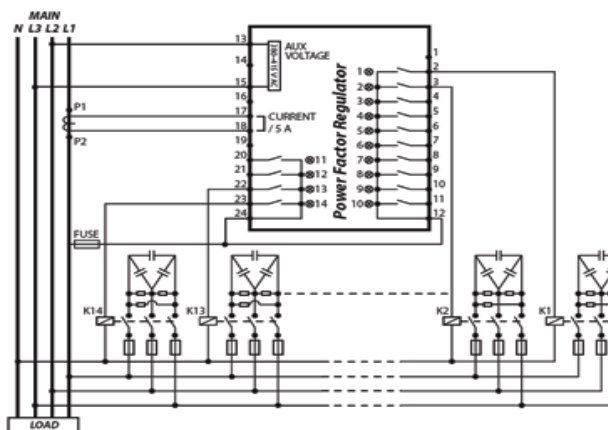 MAIN
N L3 L2 L1
13
14
15
16
17
18
19
20
21
22
23
24
AUX
VOLTAGE
380-415V AC
CURRENT
/ 5 A
P1
P2
11
12
13
14
Power Factor Regulator
1
2
3
4
5
6
7
8
9
10
1
2
3
4
5
6
7
8
9
10
11
12
FUSE
K14
K13
K2
K1
LOAD